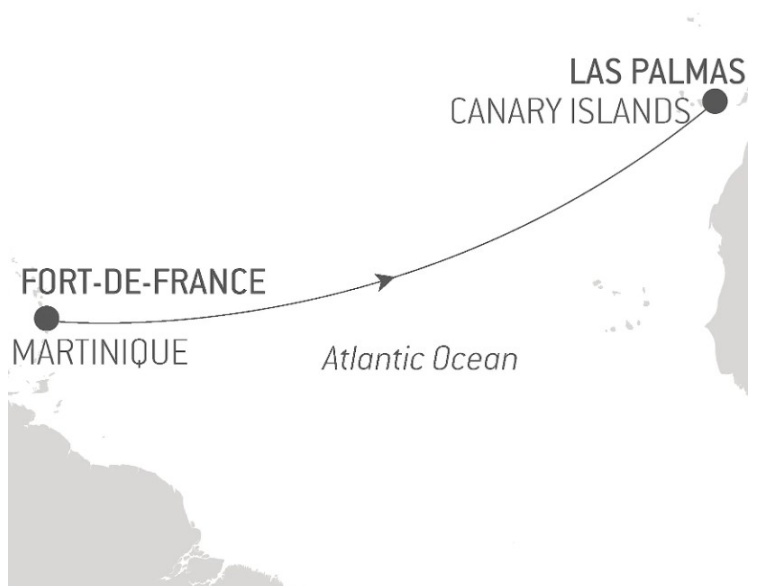 LAS PALMAS
CANARY ISLANDS
FORT-DE-FRANCE
MARTINIQUE
Atlantic Ocean